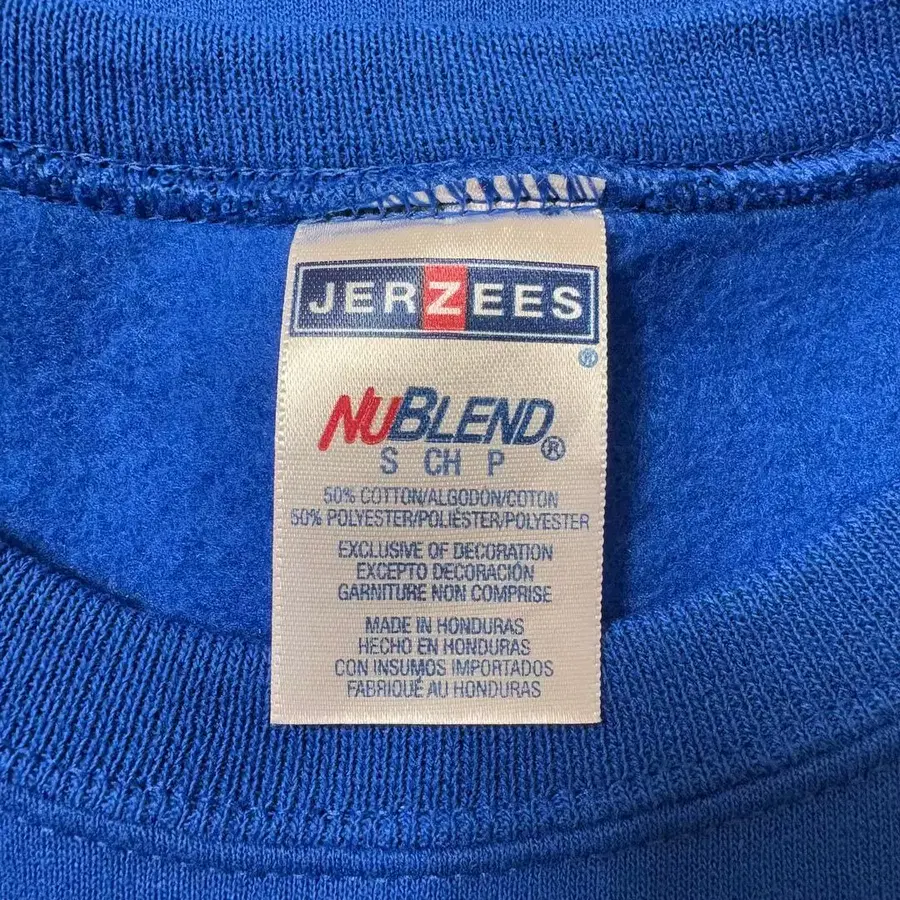 JERZEES
®
NUBLEND®
S CH P
50% COTTON/ALGODÓN/COTON
50% POLYESTER/POLIÉSTER/POLYESTER
EXCLUSIVE OF DECORATION
EXCEPTO DECORACIÓN
GARNITURE NON COMPRISE
MADE IN HONDURAS
HECHO EN HONDURAS
CON INSUMOS IMPORTADOS
FABRIQUÉ AU HONDURAS